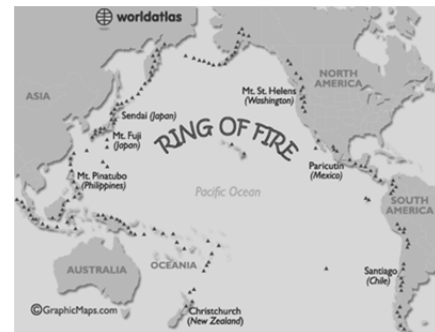 worldatlas
NORTH
AMERICA
ASIA
Mt. St. Helens
(Washington)
Sendai (Japan)
RING OF FIRE
Mt. Fuji
(Japan)
Paricutin
(Mexico)
Mt. Pinatubo
(Philippines)
Pacific Ocean
SOUTH
AMERICA
OCEANIA
AUSTRALIA
Santiago
(Chile)
©GraphicMaps.com
Christchurch
(New Zealand)